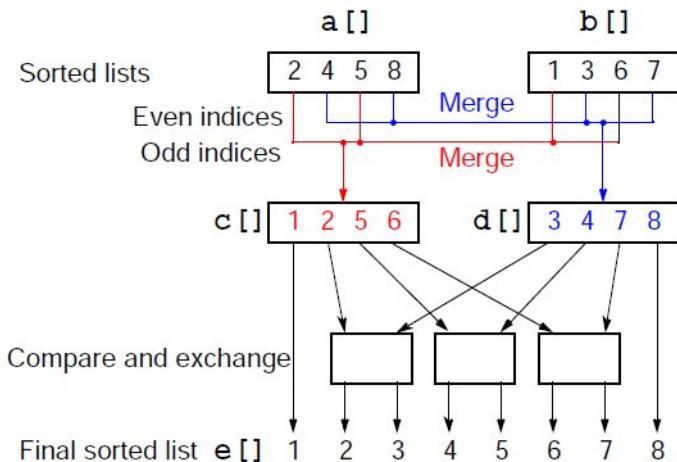 a[] b[]
Sorted lists 2 4 5 8 1 3 6 7
Merge
Even indices
Odd indices
Merge
c[] 1 2 5 6 d[] 3 4 7 8
Compare and exchange
Final sorted list e[] 1 2 3 4 5 6 7 8